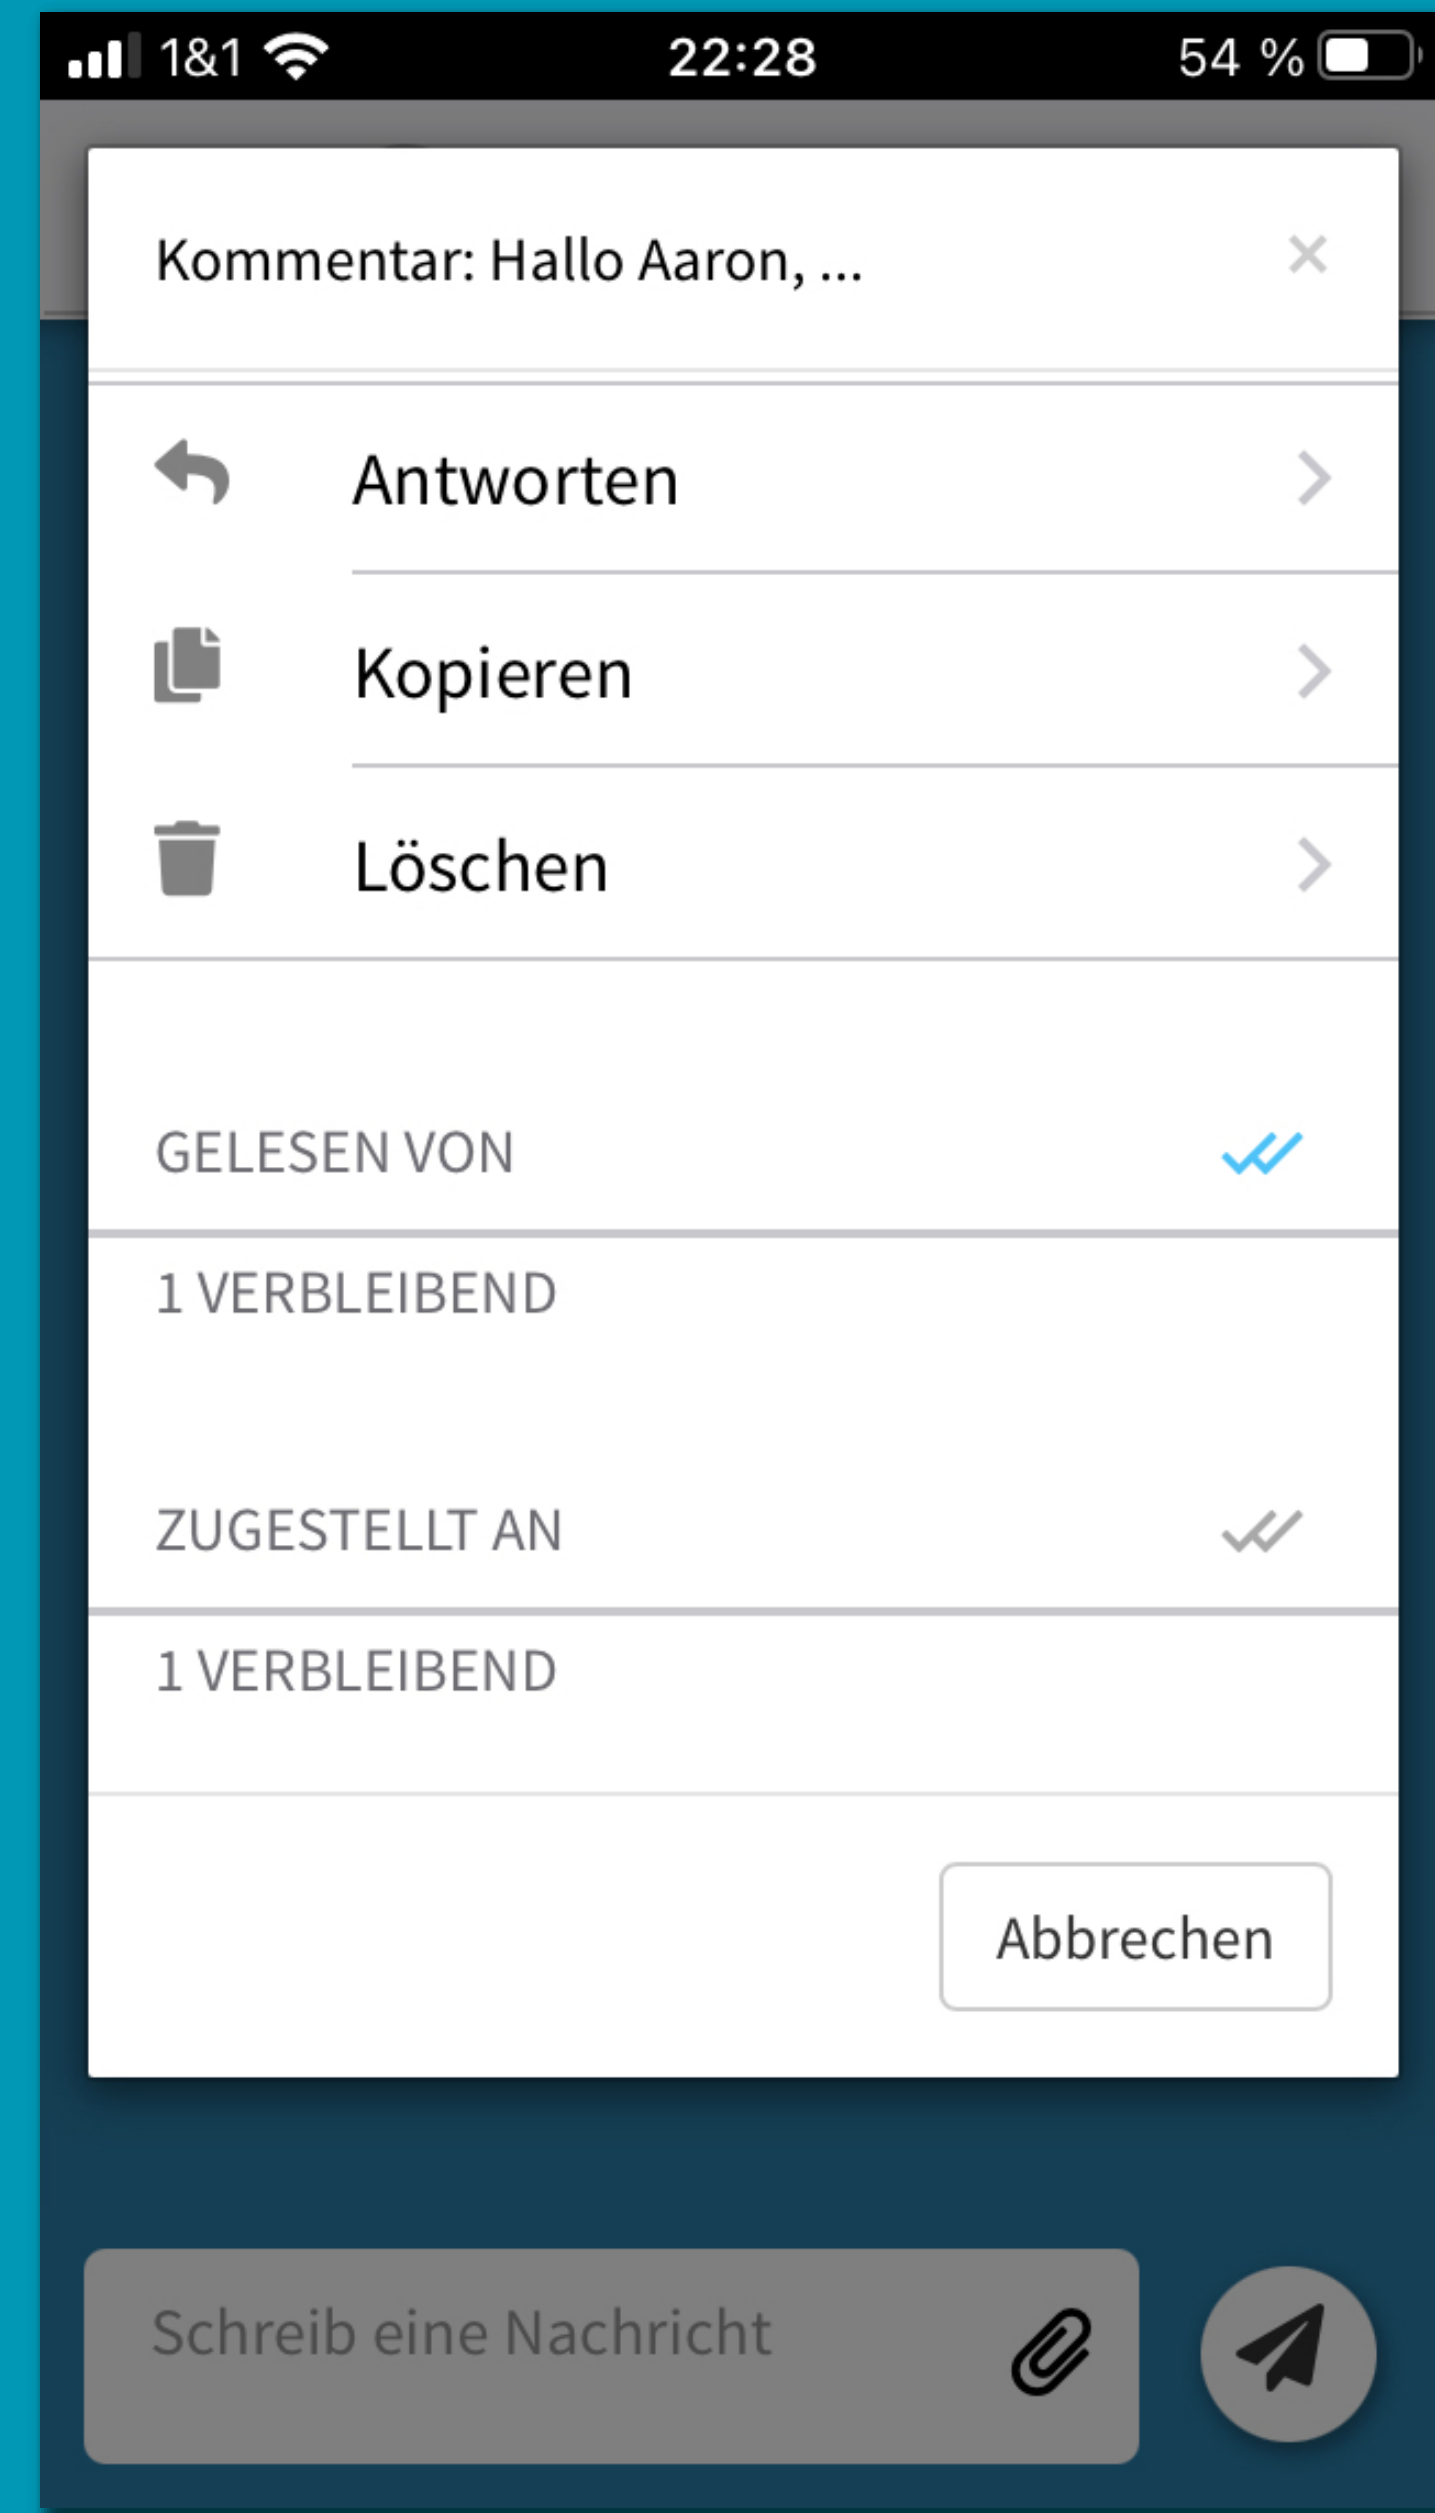 1&1 22:28 54 %
Kommentar: Hallo Aaron, ...
Antworten
Kopieren
Löschen
GELESEN VON
1 VERBLEIBEND
ZUGESTELLT AN
1 VERBLEIBEND
Abbrechen
Schreib eine Nachricht